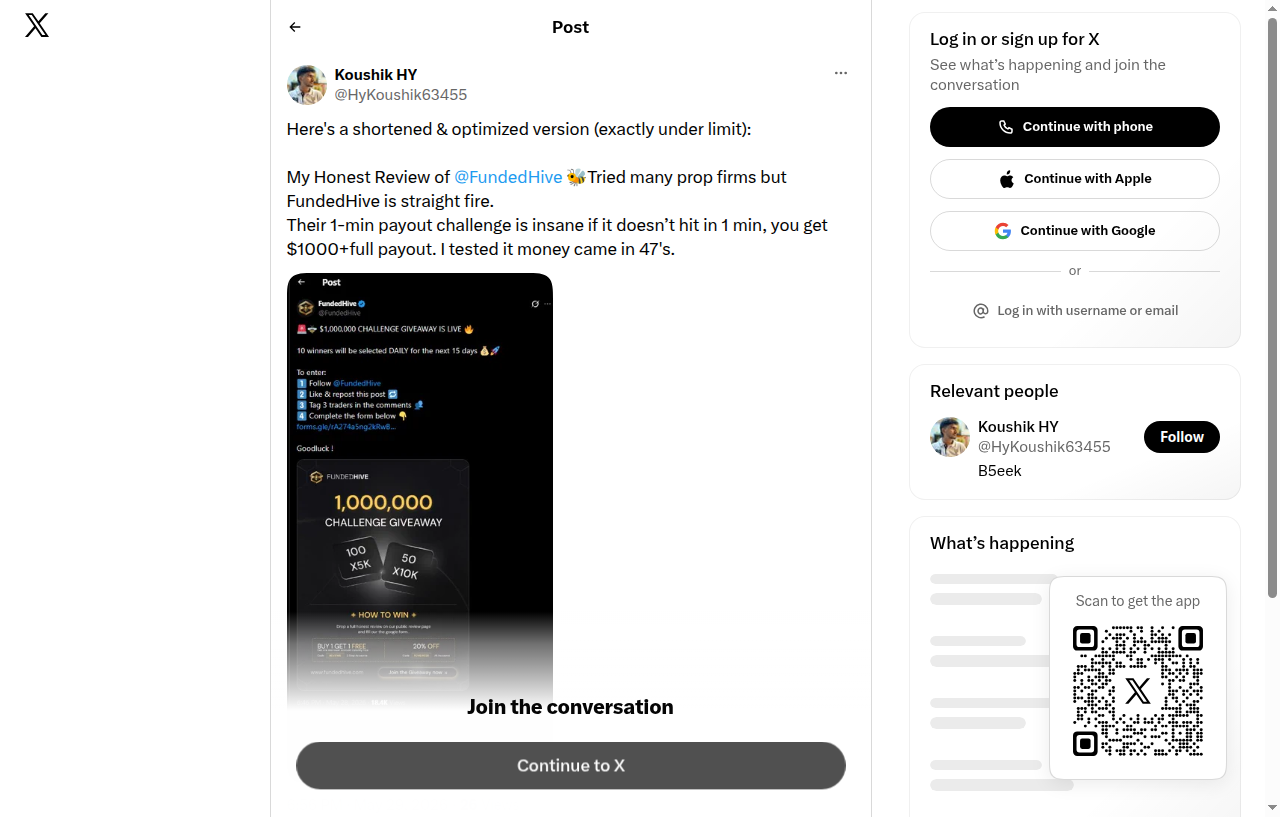 Post
Koustik HY
@HyKoushik63455
Here's a shortened & optimized version (exactly under limit):
My Honest Review of @FundedHive 🐝Tried many prop firms but
FundedHive is straight fire.
Their 1-min payout challenge is insane if it doesn’t hit in 1 min, you get
$1000+full payout. I tested it money came in 47's.
Post
FundedHive
@FundedHive
🚨🚁 $1,000,000 CHALLENGE GIVEAWAY IS LIVE 🔥
10 winners will be selected DAILY for the next 15 days 💰🚀
To enter:
1️⃣ Follow @FundedHive
2️⃣ Like & repost this post 🔁
3️⃣ Tag 3 traders in the comments 👥
4️⃣ Complete the form below 👇
forms.gle/rA274a5ng2kRwB...
Goodluck !
FUNDEDHIVE
1,000,000
CHALLENGE GIVEAWAY
100
X5K
50
X10K
HOW TO WIN
BUY 1 GET 1 FREE
20% OFF
Join the conversation
Continue to X
Log in or sign up for X
See what’s happening and join the
conversation
Continue with phone
Continue with Apple
Continue with Google
or
Log in with username or email
Relevant people
Koushik HY
@HyKoushik63455
Follow
B5eek
What’s happening
Scan to get the app